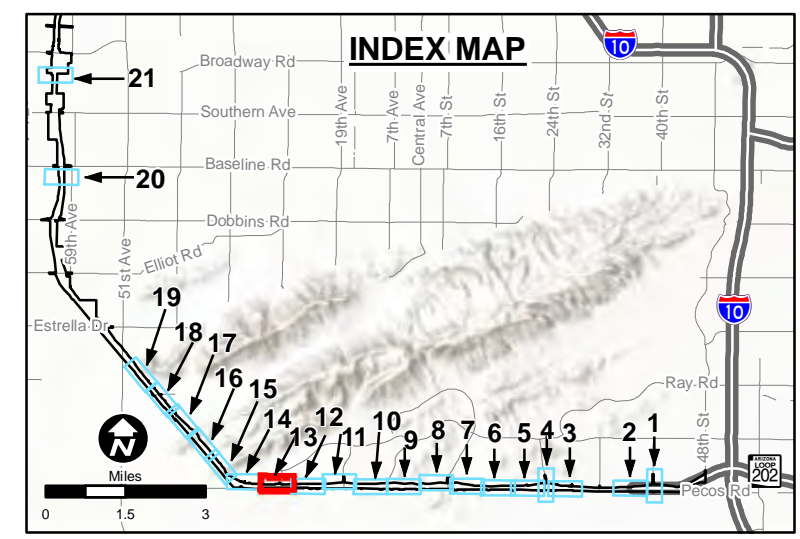 INDEX MAP
10
Broadway Rd
21
Southern Ave
19th Ave
7th Ave
Central Ave
7th St
16th St
24th St
32nd St
40th St
Baseline Rd
20
59th Ave
Dobbins Rd
51st Ave
Elliot Rd
10
Estrella Dr
19
18
17
16
15
14
13
12
11
10
9
8
7
6
5
4
3
2
1
Ray Rd
48th St
N
Miles
0 1.5 3
Pecos Rd
ARIZONA
LOOP
202